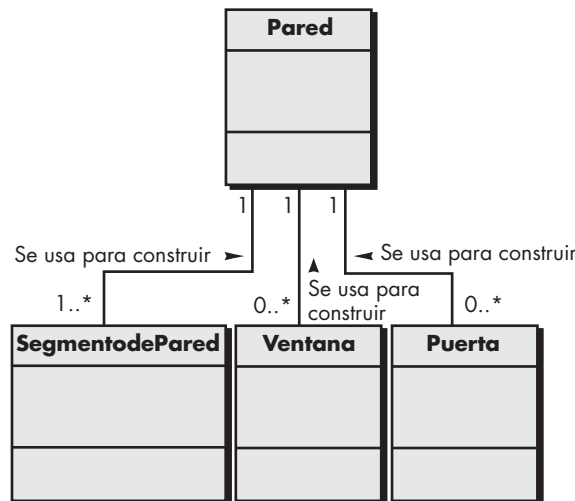 Pared
1
1
1
Se usa para construir
Se usa para construir
Se usa para
construir
1..*
0..*
0..*
SegmentodePared
Ventana
Puerta